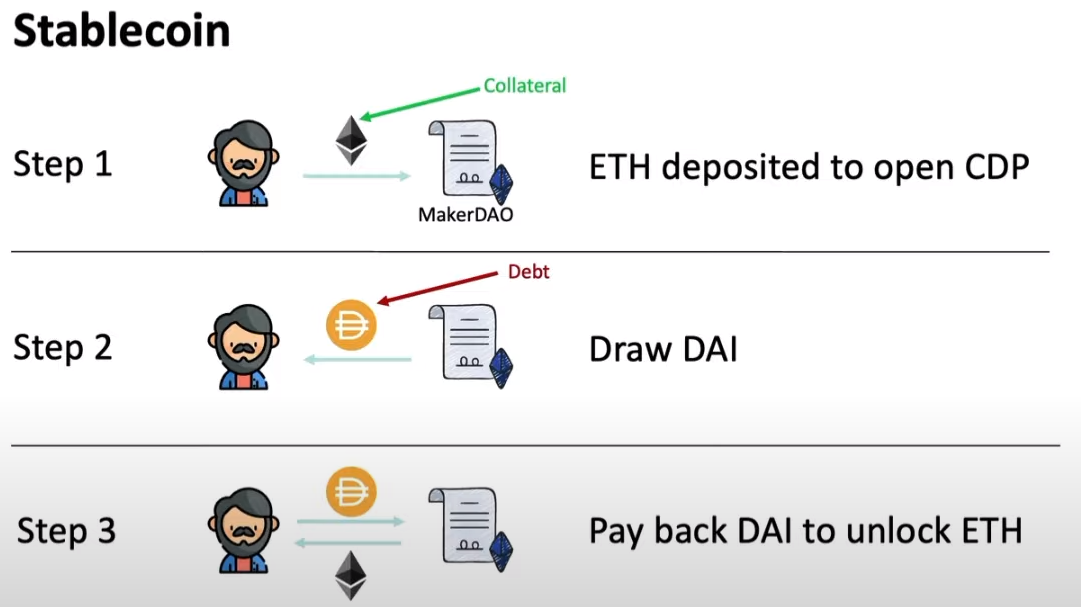 Stablecoin
Collateral
Step 1
MakerDAO
ETH deposited to open CDP
Debt
Step 2
Draw DAI
Step 3
Pay back DAI to unlock ETH